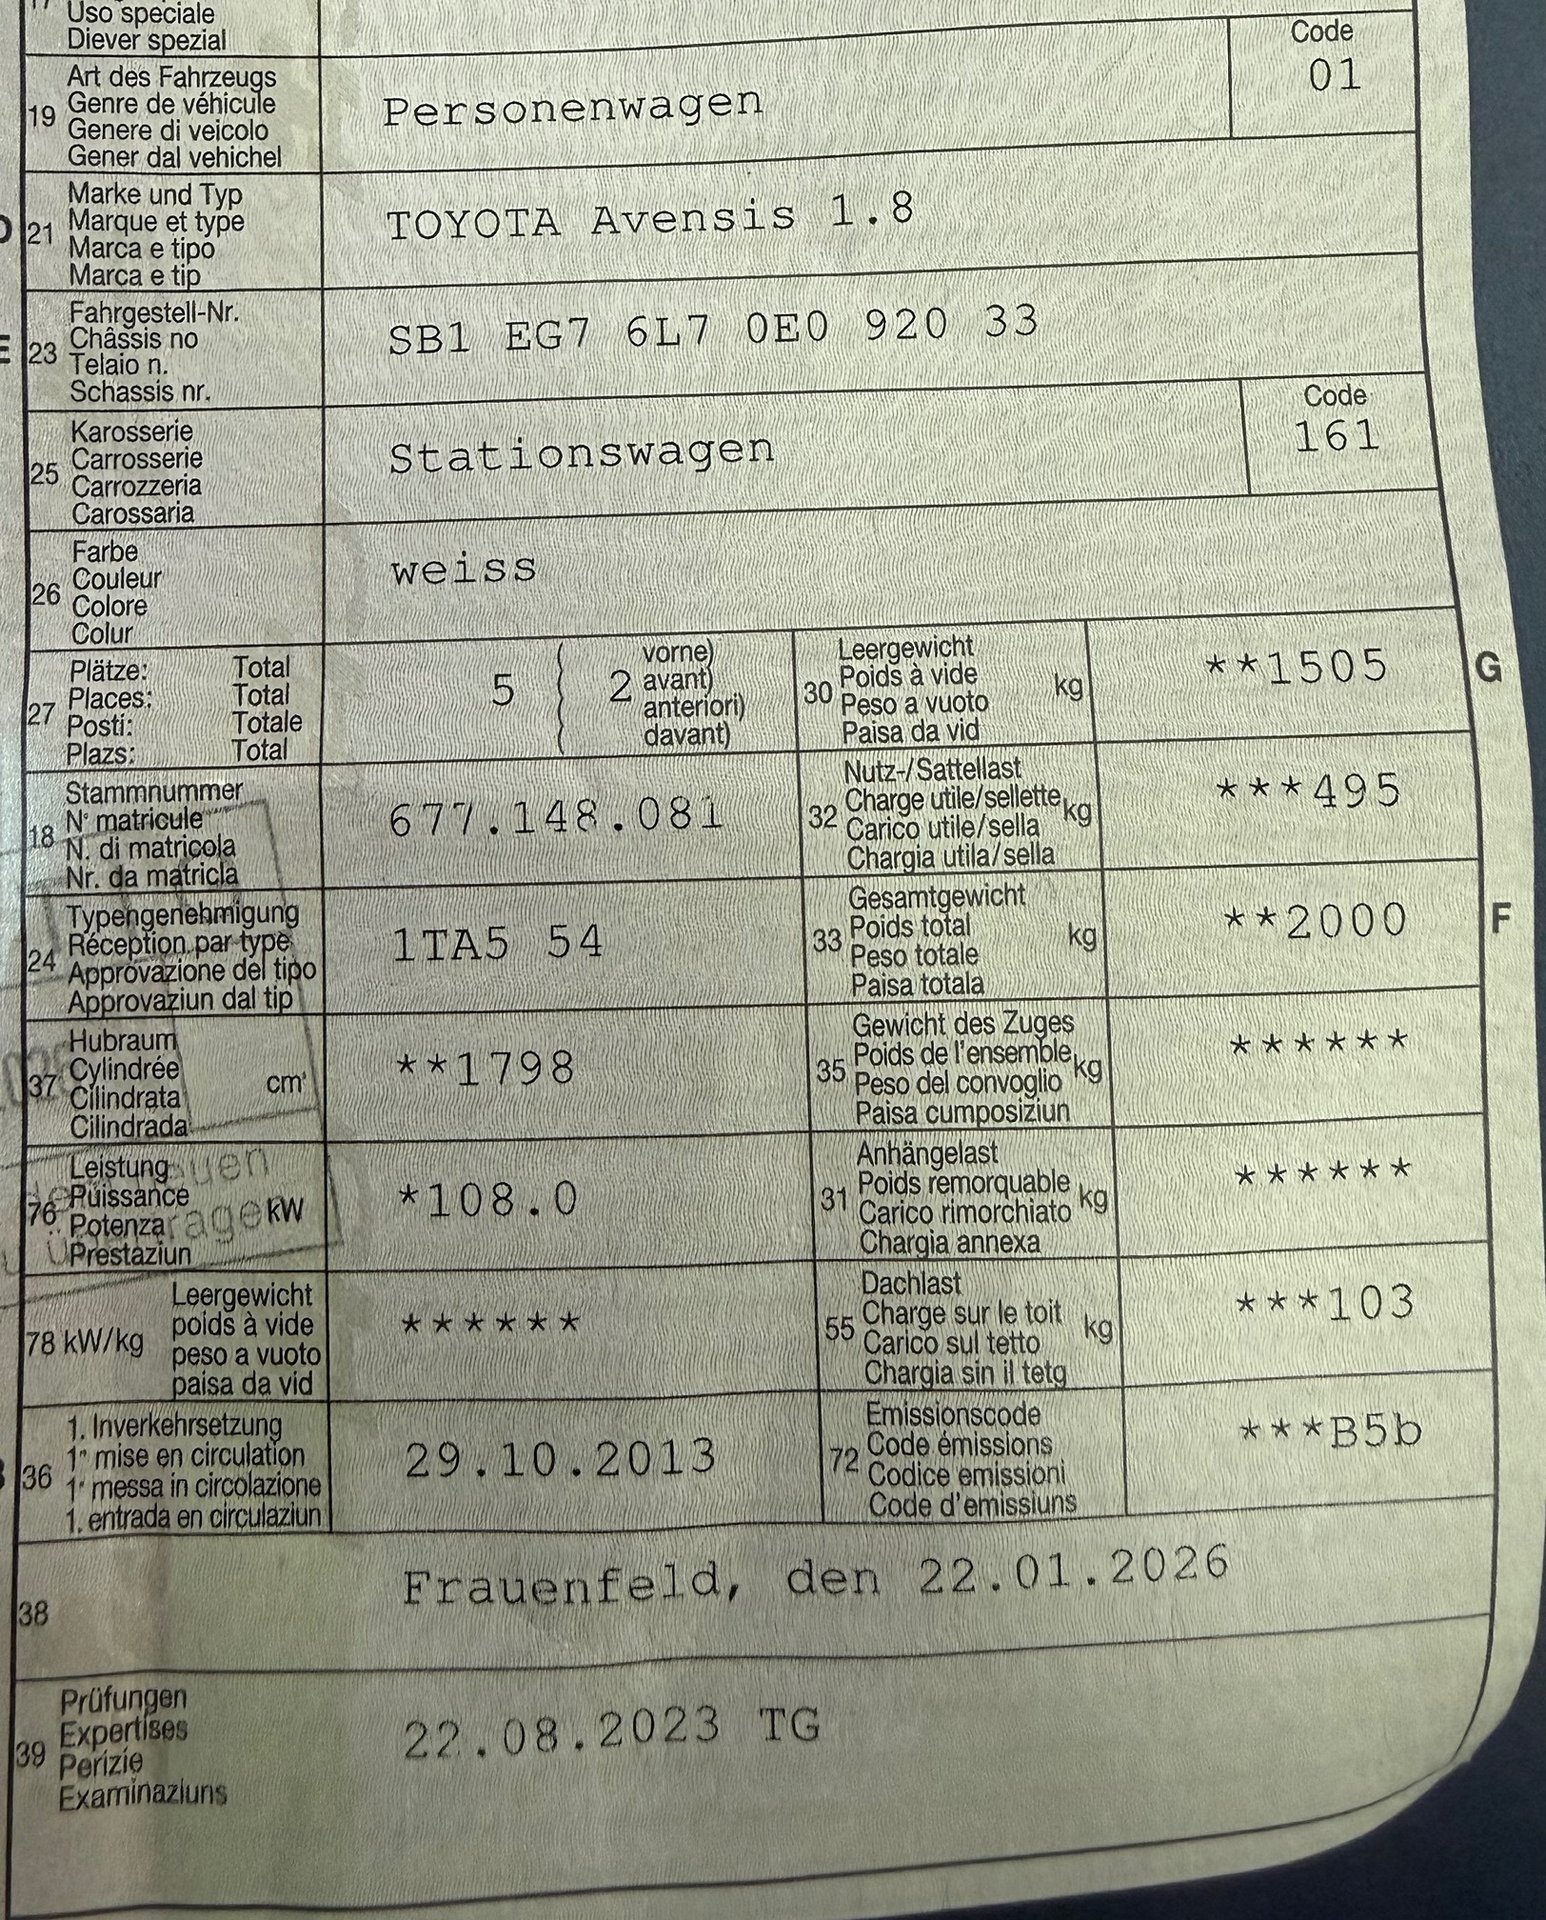 Uso speciale
Diever spezial
19 Art des Fahrzeugs
Genre de véhicule
Genere di veicolo
Gener dal vehichel
Personenwagen
Code
01
21 Marke und Typ
Marque et type
Marca e tipo
Marca e tip
TOYOTA Avensis 1.8
23 Fahrgestell-Nr.
Châssis no
Telaio n.
Schassis nr.
SB1 EG7 6L7 0E0 920 33
25 Karosserie
Carrosserie
Carrozzeria
Carossaria
Stationswagen
Code
161
26 Farbe
Couleur
Colore
Colur
weiss
27 Plätze: Total
Places: Total
Posti: Totale
Plazs: Total
5 2
vorne)
avant)
anteriori)
davant)
30 Leergewicht
Poids à vide
Peso a vuoto
Paisa da vid
kg
**1505
G
18 Stammnummer
N° matricule
N. di matricola
Nr. da matricla
677.148.081
32 Nutz-/Sattellast
Charge utile/sellette
Carico utile/sella
Chargia utila/sella
kg
***495
24 Typengenehmigung
Réception par type
Approvazione del tipo
Approvaziun dal tip
1TA5 54
33 Gesamtgewicht
Poids total
Peso totale
Paisa totala
kg
**2000
F
37 Hubraum
Cylindrée
Cilindrata
Cilindrada
cm³
**1798
35 Gewicht des Zuges
Poids de l'ensemble
Peso del convoglio
Paisa cumposiziun
kg
******
76 Leistung
Puissance
Potenza
Prestaziun
kW
*108.0
31 Anhängelast
Poids remorquable
Carico rimorchiato
Chargia annexa
kg
******
78 kW/kg
Leergewicht
poids à vide
peso a vuoto
paisa da vid
******
55 Dachlast
Charge sur le toit
Carico sul tetto
Chargia sin il tetg
kg
***103
36 1. Inverkehrsetzung
1re mise en circulation
1a messa in circolazione
1. entrada en circulaziun
29.10.2013
72 Emissionscode
Code émissions
Codice emissioni
Code d'emissiuns
***B5b
38
Frauenfeld, den 22.01.2026
39 Prüfungen
Expertises
Perizie
Examinaziuns
22.08.2023 TG